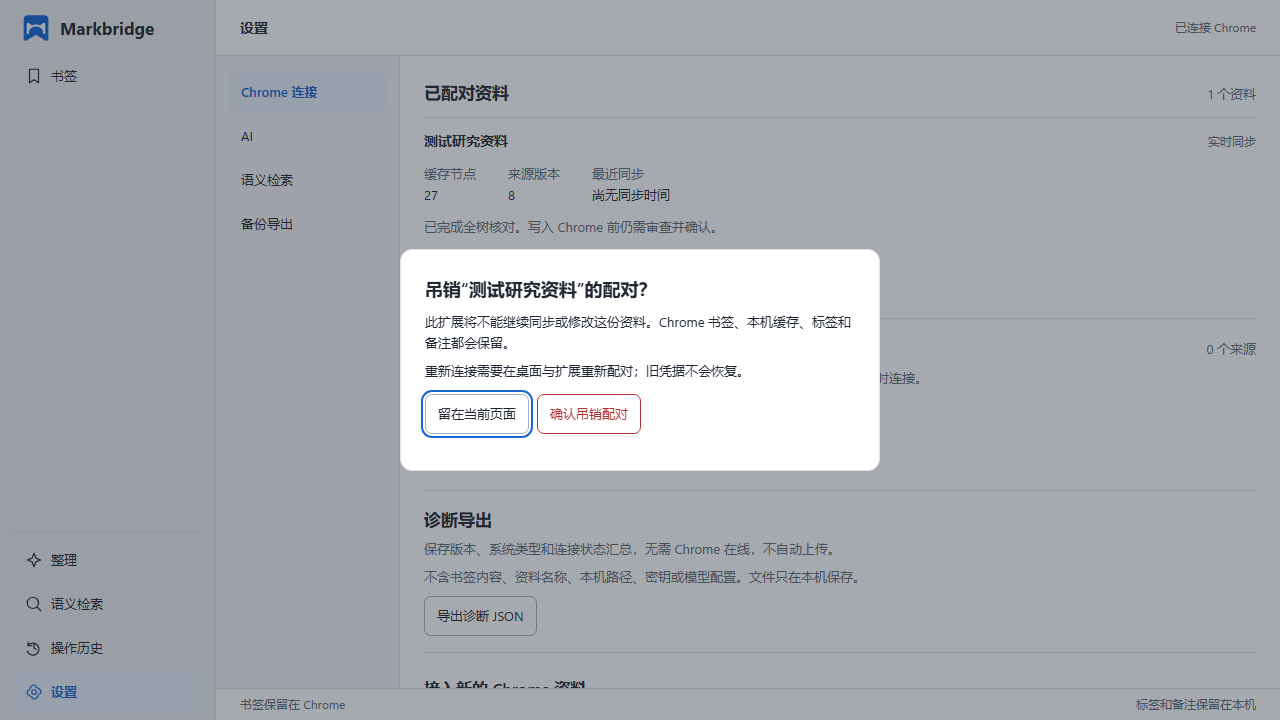 Markbridge
书签
整理
语义检索
操作历史
设置
设置
已连接 Chrome
Chrome 连接
AI
语义检索
备份导出
已配对资料
1 个资料
测试研究资料
实时同步
缓存节点 来源版本 最近同步
27 8 尚无同步时间
已完成全树核对。写入 Chrome 前仍需审查并确认。
吊销“测试研究资料”的配对？
此扩展将不能继续同步或修改这份资料。Chrome 书签、本机缓存、标签和
备注都会保留。
重新连接需要在桌面与扩展重新配对；旧凭据不会恢复。
留在当前页面 确认吊销配对
0 个来源
时连接。
诊断导出
保存版本、系统类型和连接状态汇总，无需 Chrome 在线，不自动上传。
不含书签内容、资料名称、本机路径、密钥或模型配置。文件只在本机保存。
导出诊断 JSON
接入新的 Chrome 资料
书签保留在 Chrome
标签和备注保留在本机